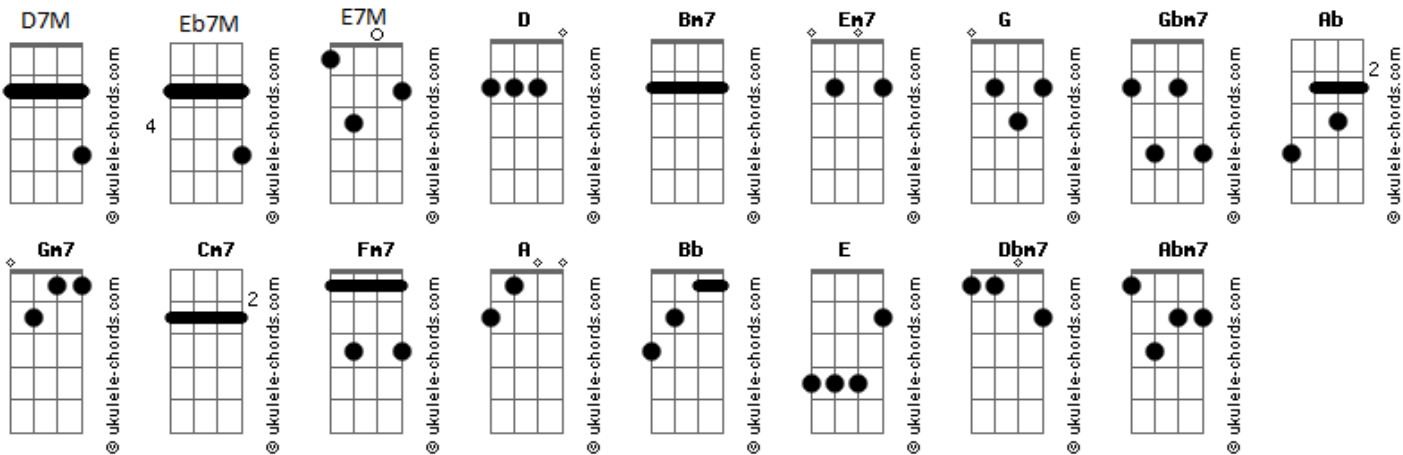 D7M Eb7M E7M D Bm7 Em7 G Gbm7 Ab
4 2
© ukulele-chords.com © ukulele-chords.com © ukulele-chords.com © ukulele-chords.com © ukulele-chords.com © ukulele-chords.com © ukulele-chords.com © ukulele-chords.com © ukulele-chords.com
Gm7 Cm7 Fm7 A Bb E Dbm7 Abm7
2
© ukulele-chords.com © ukulele-chords.com © ukulele-chords.com © ukulele-chords.com © ukulele-chords.com © ukulele-chords.com © ukulele-chords.com © ukulele-chords.com